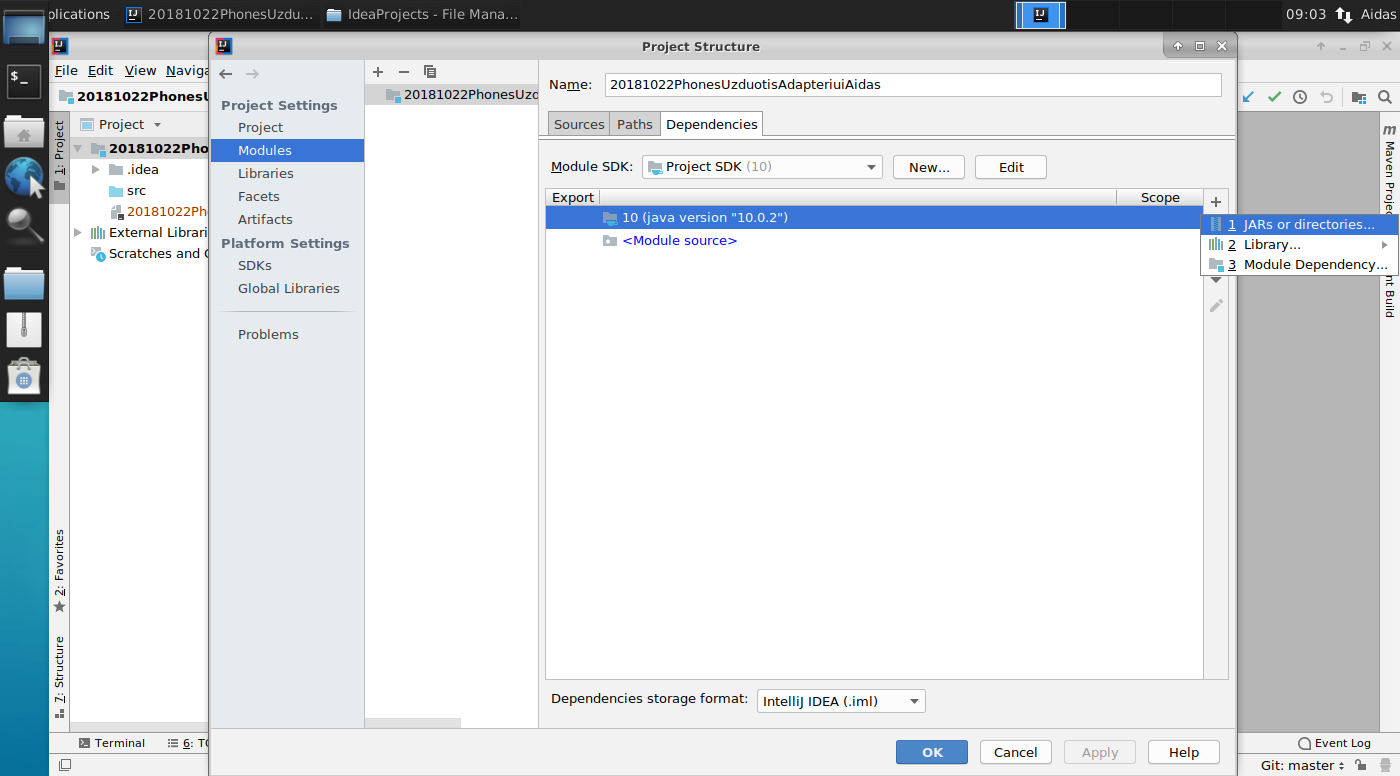 plications
20181022PhonesUzdu...
IdeaProjects - File Mana...
09:03
Aidas
Project Structure
File Edit View Naviga
20181022PhonesU
1: Project
Project
20181022Pho
.idea
src
20181022Ph
External Librari
Scratches and C
2: Favorites
7: Structure
Terminal
6: TO
Project Settings
Project
Modules
Libraries
Facets
Artifacts
Platform Settings
SDKs
Global Libraries
Problems
20181022PhonesUzd
Name: 20181022PhonesUzduotisAdapteriuiAidas
Sources Paths Dependencies
Module SDK: Project SDK (10) New... Edit
Export Scope
10 (java version "10.0.2")
<Module source>
1 JARs or directories...
2 Library...
3 Module Dependency...
Dependencies storage format: IntelliJ IDEA (.iml)
OK Cancel Apply Help
m
Maven Projec
nt Build
Event Log
Git: master